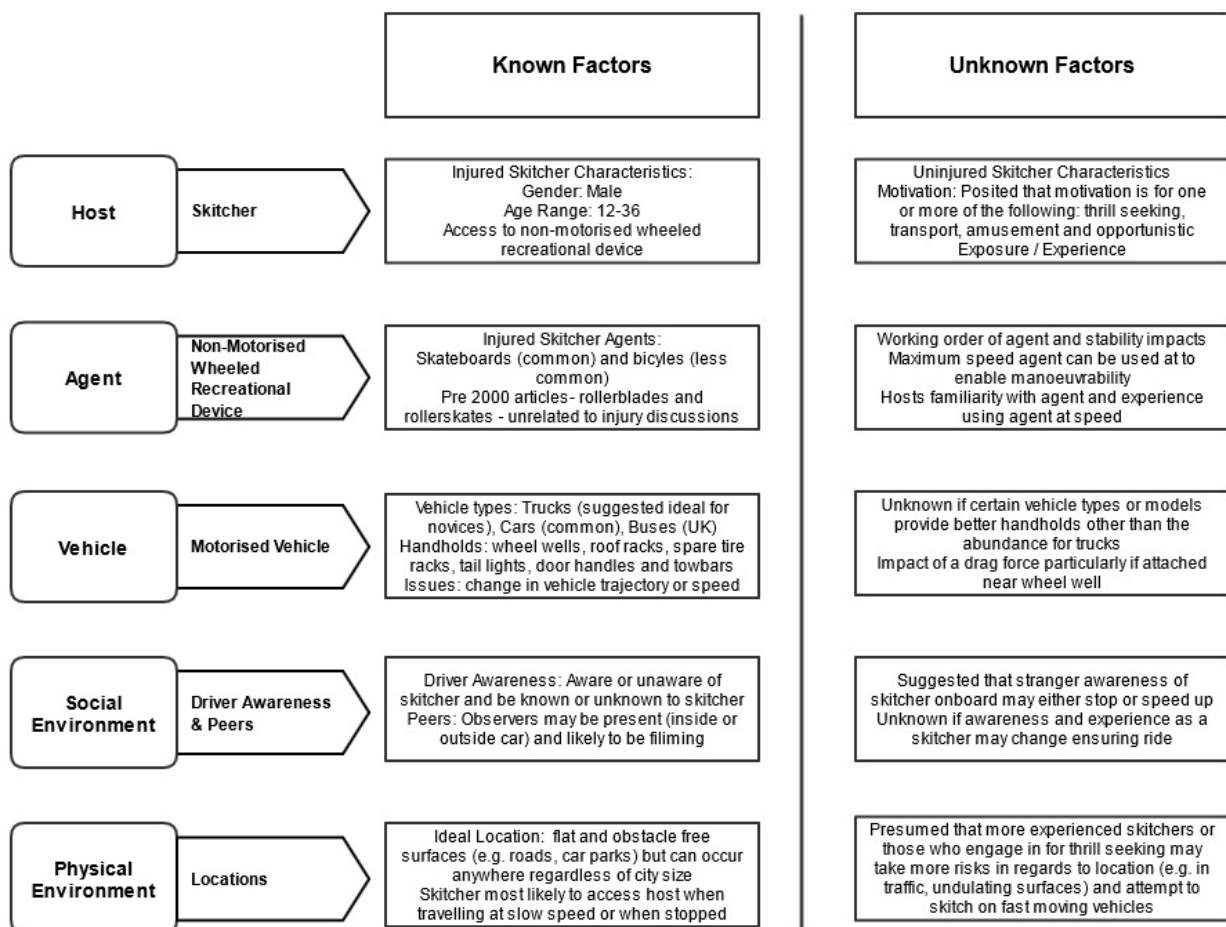 Known Factors
Unknown Factors
Host
Skitcher
Injured Skitcher Characteristics:
Gender: Male
Age Range: 12-36
Access to non-motorised wheeled
recreational device
Uninjured Skitcher Characteristics
Motivation: Posited that motivation is for one
or more of the following: thrill seeking,
transport, amusement and opportunistic
Exposure / Experience
Agent
Non-Motorised
Wheeled
Recreational
Device
Injured Skitcher Agents:
Skateboards (common) and bicyles (less
common)
Pre 2000 articles- rollerblades and
rollerskates - unrelated to injury discussions
Working order of agent and stability impacts
Maximum speed agent can be used at to
enable manoeuvrability
Hosts familiarity with agent and experience
using agent at speed
Vehicle
Motorised Vehicle
Vehicle types: Trucks (suggested ideal for
novices), Cars (common), Buses (UK)
Handholds: wheel wells, roof racks, spare tire
racks, tail lights, door handles and towbars
Issues: change in vehicle trajectory or speed
Unknown if certain vehicle types or models
provide better handholds other than the
abundance for trucks
Impact of a drag force particularly if attached
near wheel well
Social
Environment
Driver Awareness
& Peers
Driver Awareness: Aware or unaware of
skitcher and be known or unknown to skitcher
Peers: Observers may be present (inside or
outside car) and likely to be filiming
Suggested that stranger awareness of
skitcher onboard may either stop or speed up
Unknown if awareness and experience as a
skitcher may change ensuring ride
Physical
Environment
Locations
Ideal Location: flat and obstacle free
surfaces (e.g. roads, car parks) but can occur
anywhere regardless of city size
Skitcher most likely to access host when
travelling at slow speed or when stopped
Presumed that more experienced skitchers or
those who engage in for thrill seeking may
take more risks in regards to location (e.g. in
traffic, undulating surfaces) and attempt to
skitch on fast moving vehicles